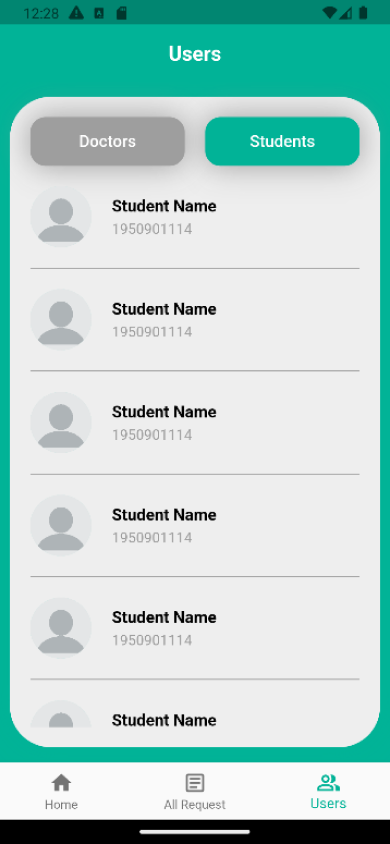 12:28
Users
Doctors
Students
Student Name
1950901114
Student Name
1950901114
Student Name
1950901114
Student Name
1950901114
Student Name
1950901114
Student Name
Home
All Request
Users